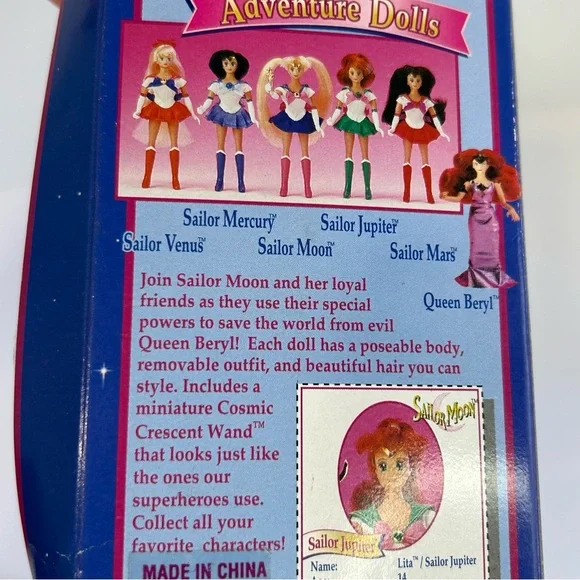 Adventure Dolls
Sailor Mercury™ Sailor Jupiter™
Sailor Venus™ Sailor Moon™ Sailor Mars™
Queen Beryl™
Join Sailor Moon and her loyal
friends as they use their special
powers to save the world from evil
Queen Beryl! Each doll has a poseable body,
removable outfit, and beautiful hair you can
style. Includes a
miniature Cosmic
Crescent Wand™
that looks just like
the ones our
superheroes use.
Collect all your
favorite characters!
MADE IN CHINA
SAILOR MOON
Sailor Jupiter
Name: Lita™ / Sailor Jupiter